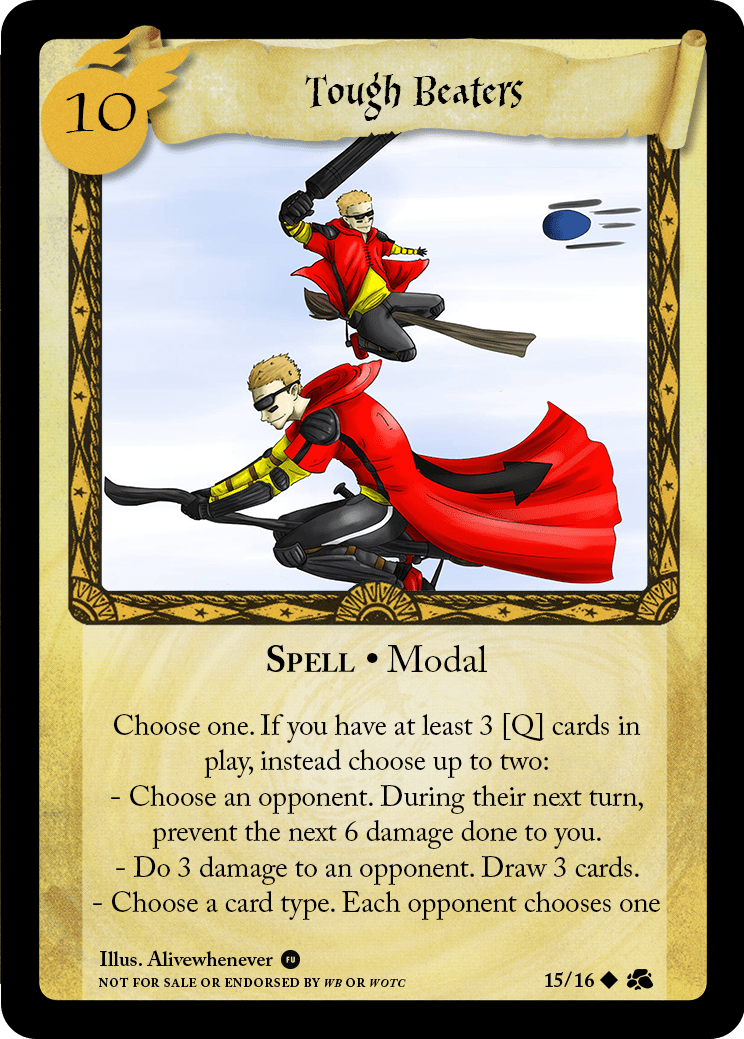 10
Tough Beaters
SPELL • Modal
Choose one. If you have at least 3 [Q] cards in
play, instead choose up to two:
- Choose an opponent. During their next turn,
prevent the next 6 damage done to you.
- Do 3 damage to an opponent. Draw 3 cards.
- Choose a card type. Each opponent chooses one
Illus. Alivewhenever FU
NOT FOR SALE OR ENDORSED BY WB OR WOTC
15/16